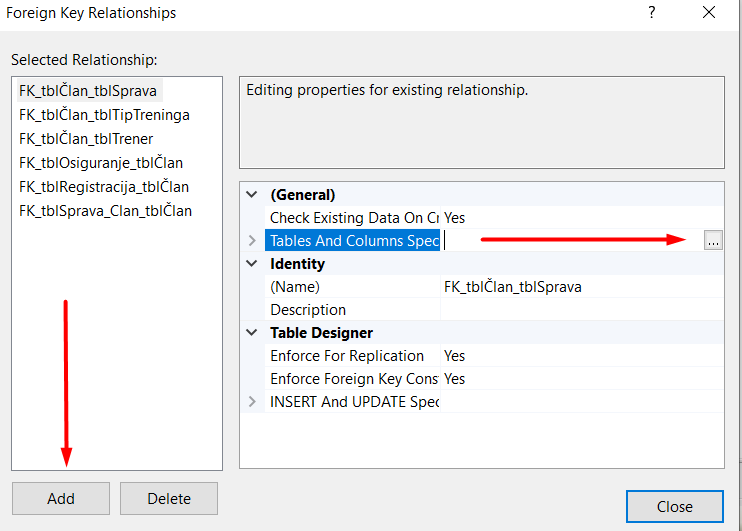 Foreign Key Relationships
?
Selected Relationship:
FK_tblČlan_tblSprava
FK_tblČlan_tblTipTreninga
FK_tblČlan_tblTrener
FK_tblOsiguranje_tblČlan
FK_tblRegistracija_tblČlan
FK_tblSprava_Clan_tblČlan
Add
Delete
Editing properties for existing relationship.
(General)
Check Existing Data On Cr Yes
Tables And Columns Spec ...
Identity
(Name) FK_tblČlan_tblSprava
Description
Table Designer
Enforce For Replication Yes
Enforce Foreign Key Cons Yes
INSERT And UPDATE Spec
Close